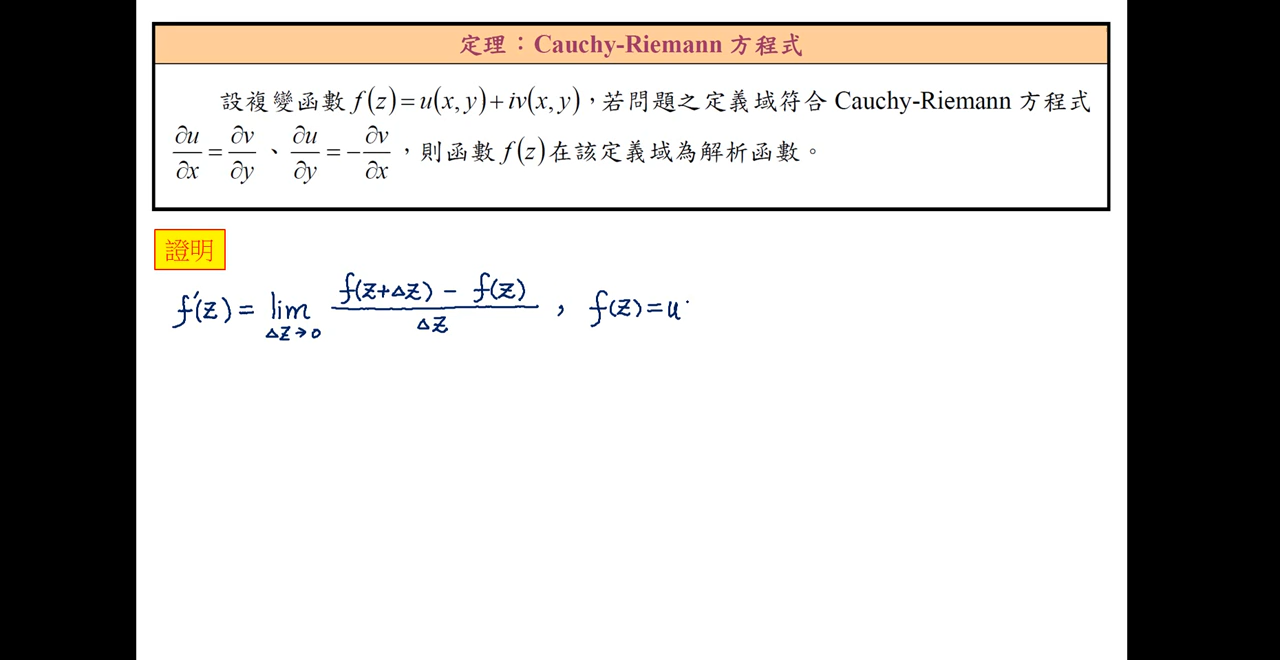 定理：Cauchy-Riemann 方程式
設複變函數 f(z)=u(x,y)+iv(x,y)，若問題之定義域符合 Cauchy-Riemann 方程式
∂u/∂x=∂v/∂y、∂u/∂y=-∂v/∂x，則函數 f(z)在該定義域為解析函數。
證明
f'(z) = lim_{Δz→0} (f(z+Δz) - f(z))/Δz , f(z)=u